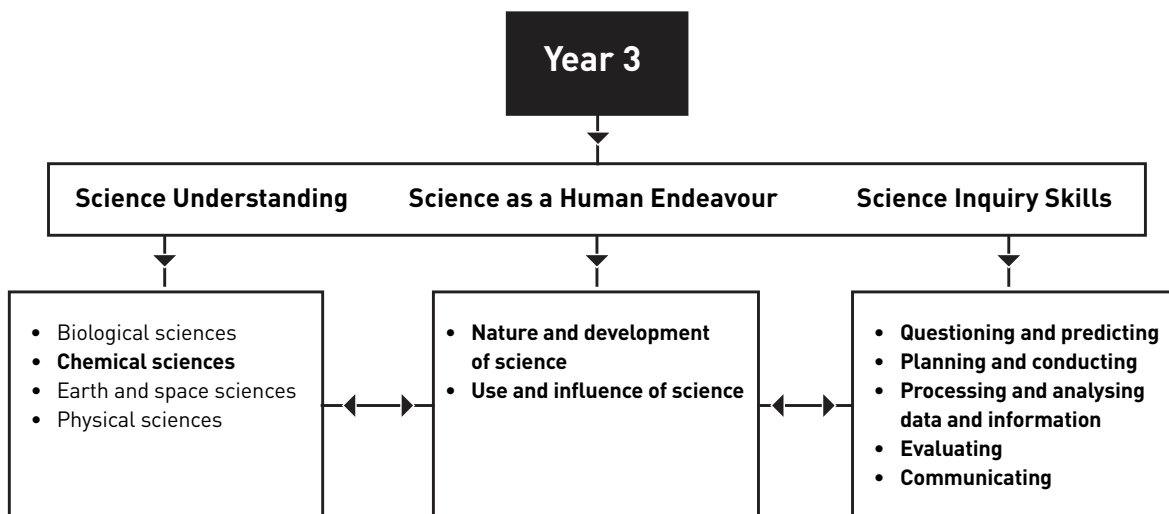 Year 3
Science Understanding
Science as a Human Endeavour
Science Inquiry Skills
• Biological sciences
• Chemical sciences
• Earth and space sciences
• Physical sciences
• Nature and development
of science
• Use and influence of science
• Questioning and predicting
• Planning and conducting
• Processing and analysing
data and information
• Evaluating
• Communicating